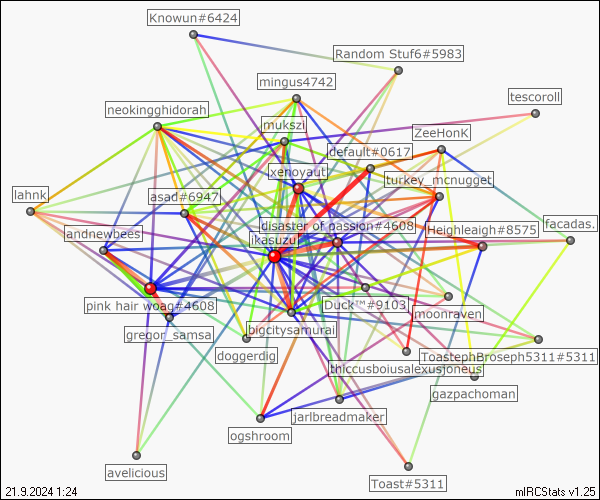 Knowun#6424
Random Stuf6#5983
mingus4742
tescoroll
neokingghidorah
mukszi
ZeeHonk
default#0617
xenoyaut
turkey_mcnugget
lahnk
asad#6947
disaster of passion#4608
facadas.
andnewbees
ikasuzu
Heighleaigh#8575
pink hair woag#4608
Duck™#9103
moonraven
gregor_samsa
bigcitysamurai
doggerdig
ToastephBroseph5311#5311
thiccusboiusalexusjoneus
gazpachoman
jarlbreadmaker
ogshroom
avelicious
Toast#5311
21.9.2024 1:24
mIRCStats v1.25